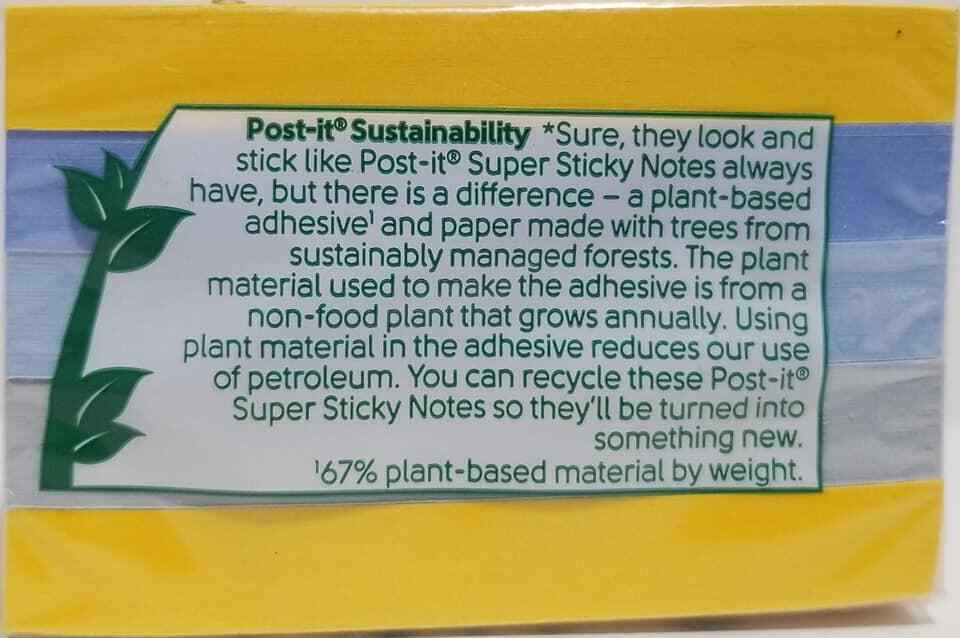 Post-it® Sustainability *Sure, they look and
stick like Post-it® Super Sticky Notes always
have, but there is a difference – a plant-based
adhesive¹ and paper made with trees from
sustainably managed forests. The plant
material used to make the adhesive is from a
non-food plant that grows annually. Using
plant material in the adhesive reduces our use
of petroleum. You can recycle these Post-it®
Super Sticky Notes so they'll be turned into
something new.
¹67% plant-based material by weight.